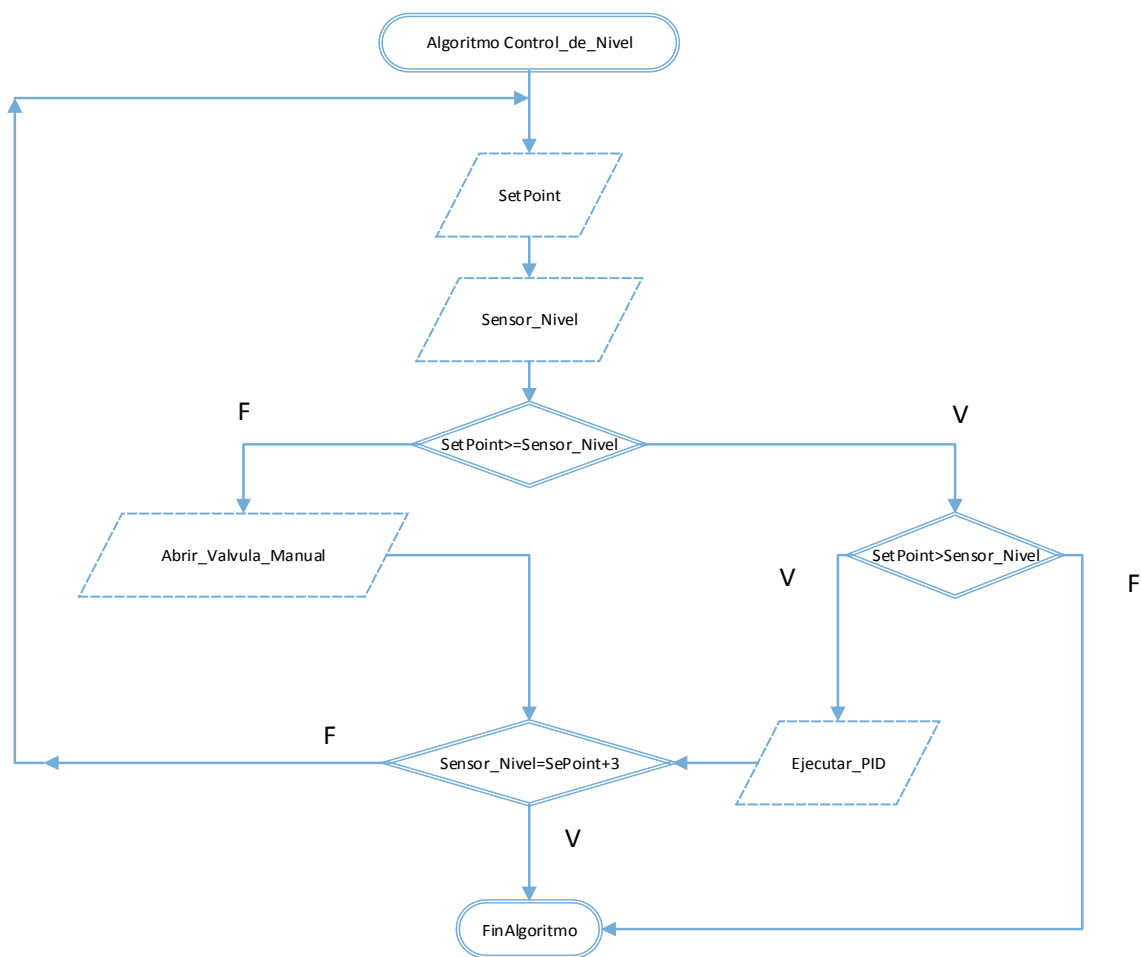 Algoritmo Control_de_Nivel
SetPoint
Sensor_Nivel
F
V
SetPoint>=Sensor_Nivel
Abrir_Valvula_Manual
SetPoint>Sensor_Nivel
V
F
F
Sensor_Nivel=SePoint+3
Ejecutar_PID
V
FinAlgoritmo